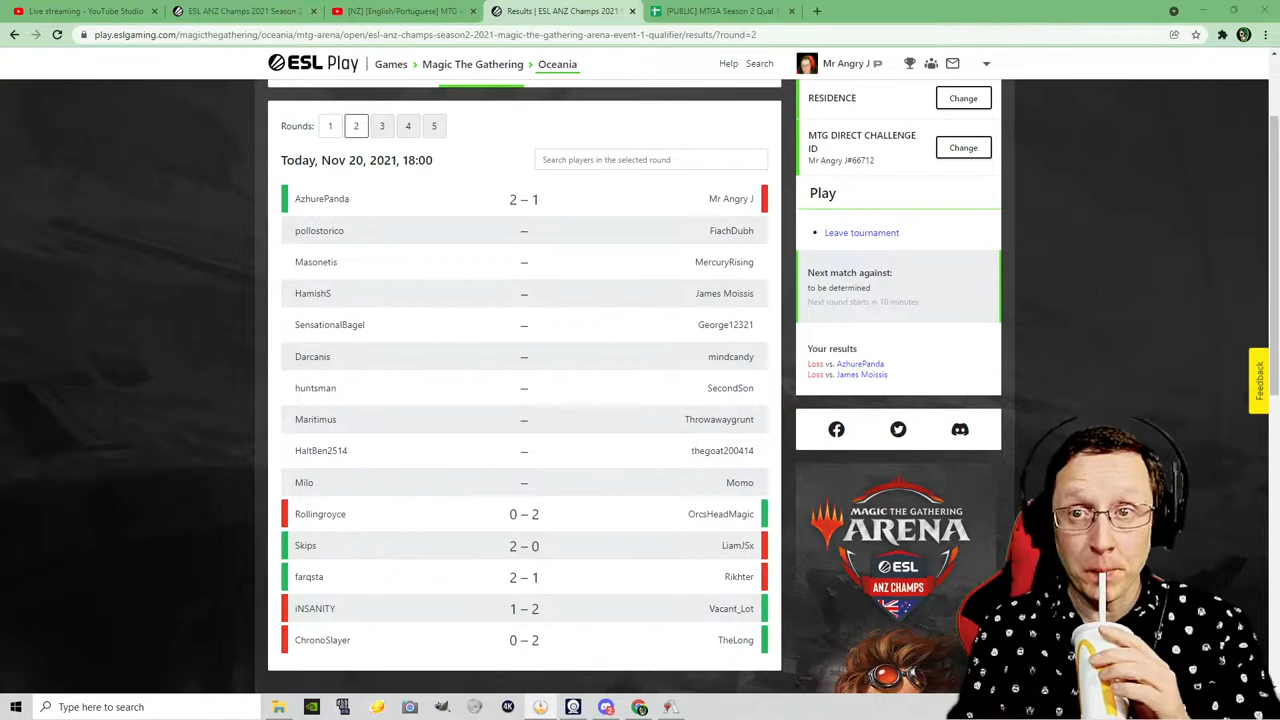 Live streaming - YouTube Studio
ESL ANZ Champs 2021 Season 2
[NZ] [English/Portuguese] MTG
Results | ESL ANZ Champs 2021
[PUBLIC] MTGA Season 2 Qual 1
play.eslgaming.com/magicthegathering/oceania/mtg-arena/open/esl-anz-champs-season-2-2021-magic-the-gathering-arena-event-1-qualifier/results/?round=2
ESL Play
Games
Magic The Gathering
Oceania
Help
Search
Mr Angry J
Rounds: 1 2 3 4 5
Today, Nov 20, 2021, 18:00
Search players in the selected round
AzhurePanda 2 – 1 Mr Angry J
pollostorico – FiachDubh
Masonetis – MercuryRising
HamishS – James Moissis
SensationalBagel – George12321
Darcanis – mindcandy
huntsman – SecondSon
Maritimus – Throwawaygrunt
HaltBen2514 – thegoat200414
Milo – Momo
Rollingroyce 0 – 2 OrcsHeadMagic
Skips 2 – 0 LiamJSx
farqsta 2 – 1 Rikhter
iNSANITY 1 – 2 Vacant_Lot
ChronoSlayer 0 – 2 TheLong
RESIDENCE
Change
MTG DIRECT CHALLENGE
ID
Mr Angry J#66712
Change
Play
Leave tournament
Next match against:
to be determined
Next round starts in 10 minutes
Your results
Loss vs. AzhurePanda
Loss vs. James Moissis
MAGIC THE GATHERING
ARENA
ESL
ANZ CHAMPS
Feedback
Type here to search
4K